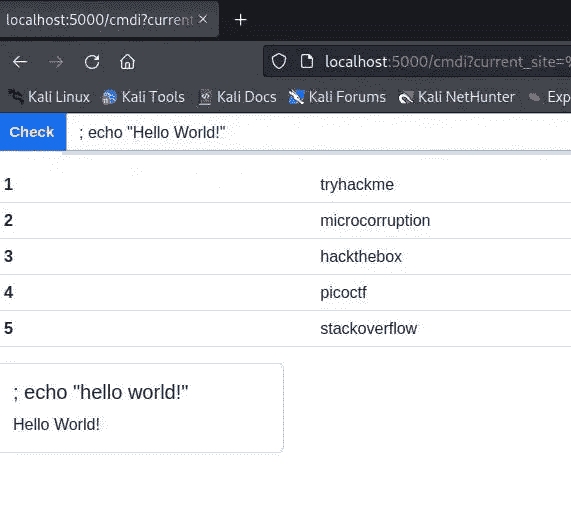 localhost:5000/cmdi?current
localhost:5000/cmdi?current_site=%
Kali Linux Kali Tools Kali Docs Kali Forums Kali NetHunter Exp
Check ; echo "Hello World!"
1 tryhackme
2 microcorruption
3 hackthebox
4 picoctf
5 stackoverflow
; echo "hello world!"
Hello World!